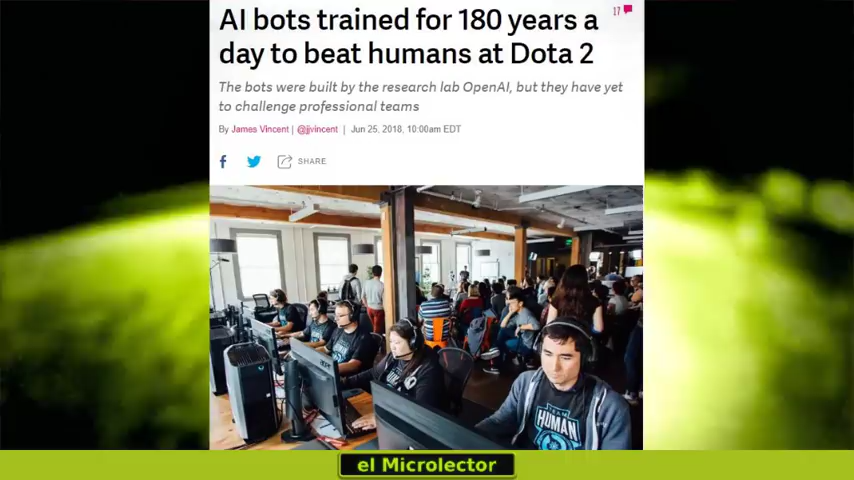 AI bots trained for 180 years a
17
day to beat humans at Dota 2
The bots were built by the research lab OpenAI, but they have yet
to challenge professional teams
By James Vincent | @jjvincent | Jun 25, 2018, 10:00am EDT
SHARE
TEAM
HUMAN
el Microlector